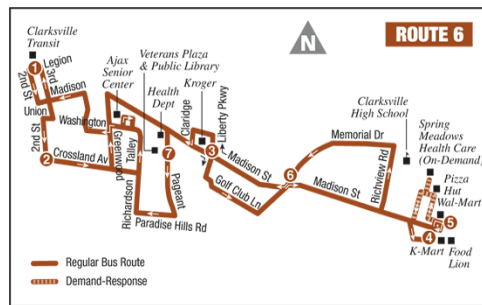 ROUTE 6
N
Clarksville
Transit
1
Legion
3rd
2nd St
Madison
Union
2nd St
2
Crossland Av
Washington
Greenwood
Talley
Ajax
Senior
Center
Veterans Plaza
& Public Library
Health
Dept
7
Richardson
Pageant
Paradise Hills Rd
Kroger
Claridge
Liberty Pkwy
3
Madison St
Golf Club Ln
6
Memorial Dr
Madison St
Richview Rd
Clarksville
High School
Spring
Meadows
Health Care
(On-Demand)
Pizza
Hut
Wal-Mart
5
4
K-Mart
Food
Lion
Regular Bus Route
Demand-Response